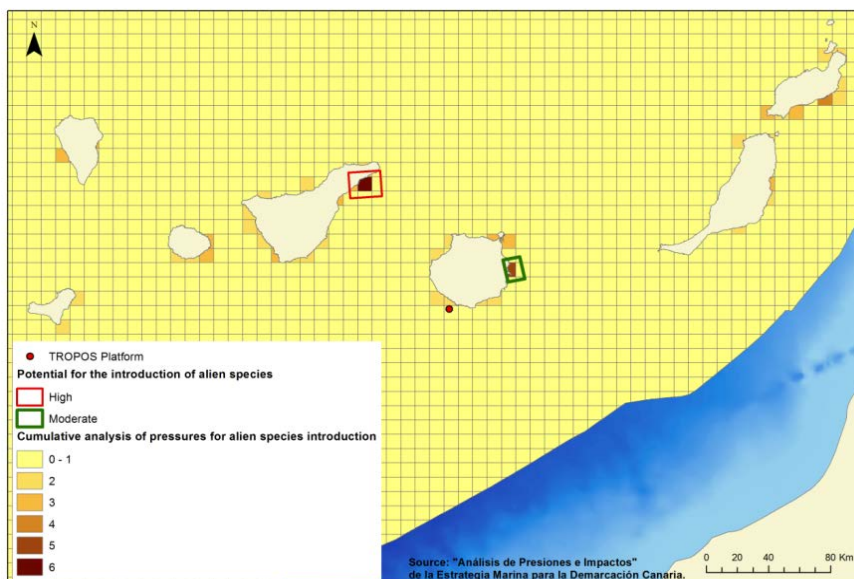 N
TROPOS Platform
Potential for the introduction of alien species
High
Moderate
Cumulative analysis of pressures for alien species introduction
0 - 1
2
3
4
5
6
Source: "Análisis de Presiones e Impactos"
de la Estrategia Marina para la Demarcación Canaria.
0 20 40 80 Km